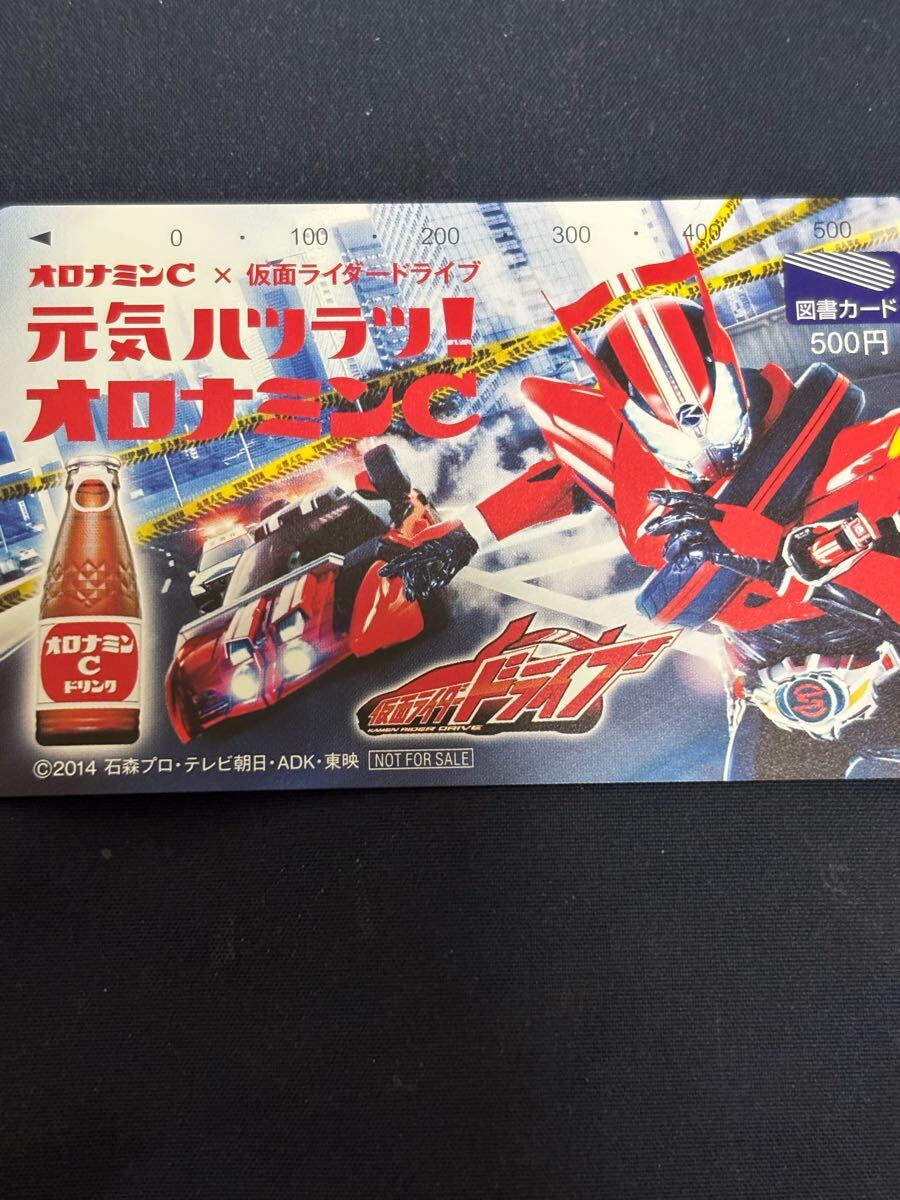 0 ・ 100 ・ 200 ・ 300 ・ 400 ・ 500
オロナミンC × 仮面ライダードライブ
元気ハツラツ!
オロナミンC
図書カード
500円
オロナミン
C
ドリンク
仮面ライダー ドライブ
KAMEN RIDER DRIVE
©2014 石森プロ・テレビ朝日・ADK・東映 NOT FOR SALE